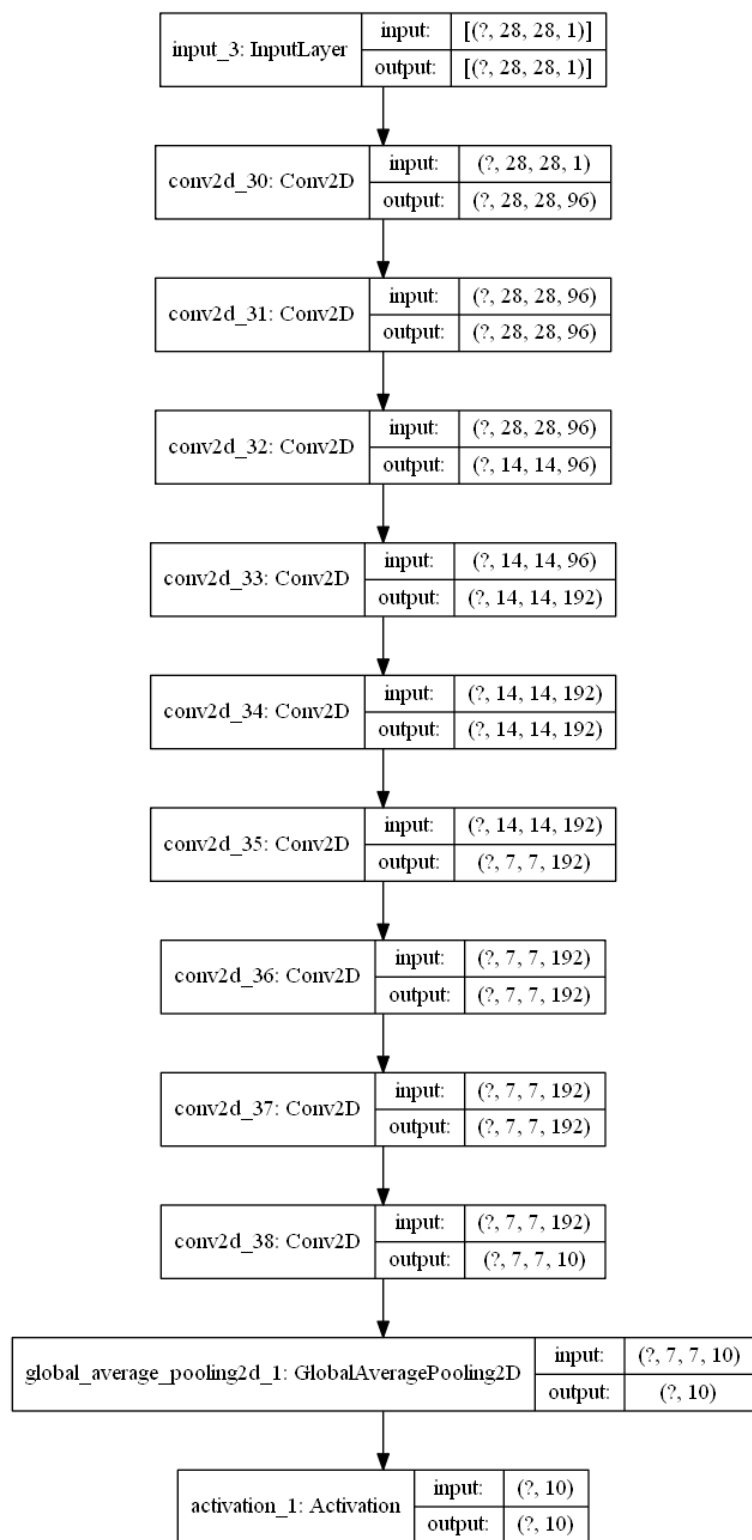 input_3: InputLayer
input: [(?, 28, 28, 1)]
output: [(?, 28, 28, 1)]
conv2d_30: Conv2D
input: (?, 28, 28, 1)
output: (?, 28, 28, 96)
conv2d_31: Conv2D
input: (?, 28, 28, 96)
output: (?, 28, 28, 96)
conv2d_32: Conv2D
input: (?, 28, 28, 96)
output: (?, 14, 14, 96)
conv2d_33: Conv2D
input: (?, 14, 14, 96)
output: (?, 14, 14, 192)
conv2d_34: Conv2D
input: (?, 14, 14, 192)
output: (?, 14, 14, 192)
conv2d_35: Conv2D
input: (?, 14, 14, 192)
output: (?, 7, 7, 192)
conv2d_36: Conv2D
input: (?, 7, 7, 192)
output: (?, 7, 7, 192)
conv2d_37: Conv2D
input: (?, 7, 7, 192)
output: (?, 7, 7, 192)
conv2d_38: Conv2D
input: (?, 7, 7, 192)
output: (?, 7, 7, 10)
global_average_pooling2d_1: GlobalAveragePooling2D
input: (?, 7, 7, 10)
output: (?, 10)
activation_1: Activation
input: (?, 10)
output: (?, 10)